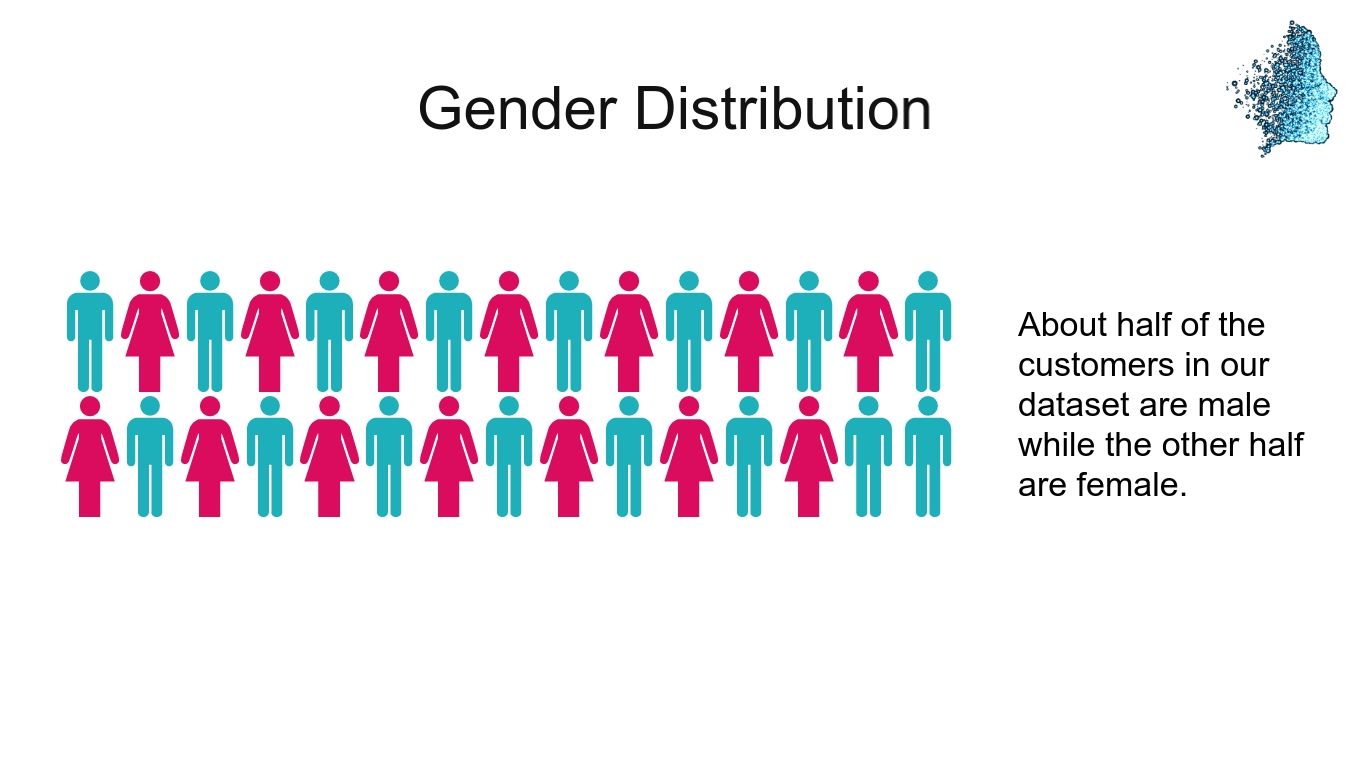 Gender Distribution
About half of the
customers in our
dataset are male
while the other half
are female.